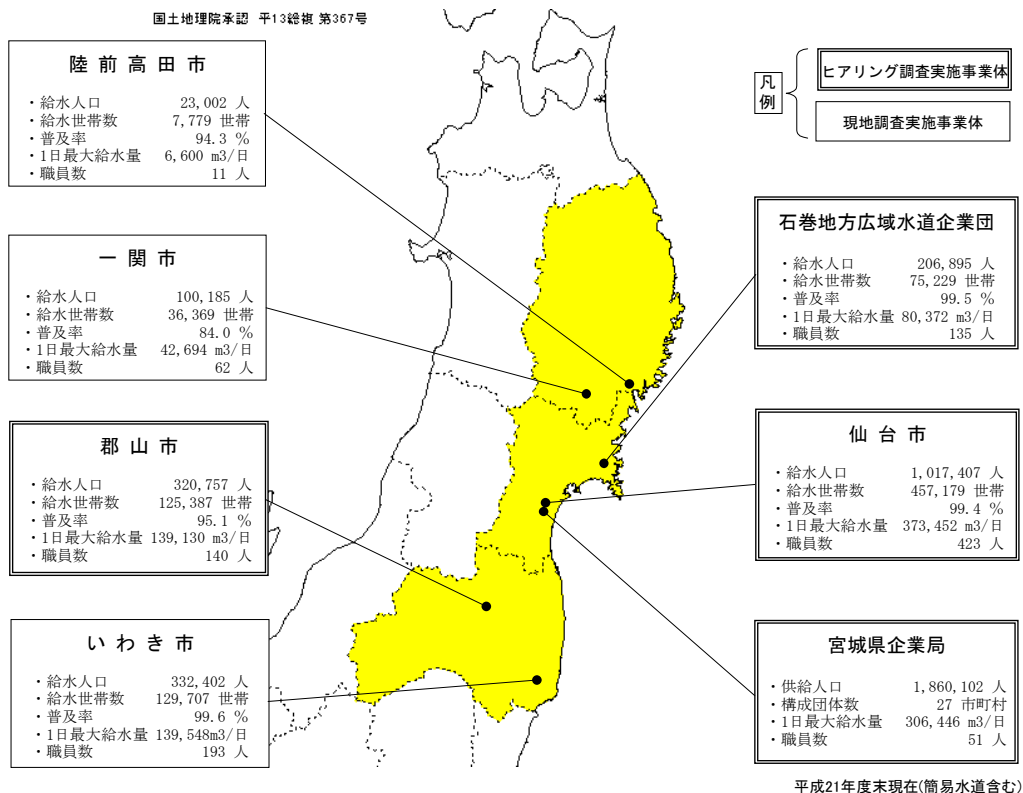 国土地理院承認 平13総複 第367号
陸前高田市
・給水人口 23,002 人
・給水世帯数 7,779 世帯
・普及率 94.3 %
・1日最大給水量 6,600 m3/日
・職員数 11 人
一関市
・給水人口 100,185 人
・給水世帯数 36,369 世帯
・普及率 84.0 %
・1日最大給水量 42,694 m3/日
・職員数 62 人
郡山市
・給水人口 320,757 人
・給水世帯数 125,387 世帯
・普及率 95.1 %
・1日最大給水量 139,130 m3/日
・職員数 140 人
いわき市
・給水人口 332,402 人
・給水世帯数 129,707 世帯
・普及率 99.6 %
・1日最大給水量 139,548m3/日
・職員数 193 人
凡例
ヒアリング調査実施事業体
現地調査実施事業体
石巻地方広域水道企業団
・給水人口 206,895 人
・給水世帯数 75,229 世帯
・普及率 99.5 %
・1日最大給水量 80,372 m3/日
・職員数 135 人
仙台市
・給水人口 1,017,407 人
・給水世帯数 457,179 世帯
・普及率 99.4 %
・1日最大給水量 373,452 m3/日
・職員数 423 人
宮城県企業局
・供給人口 1,860,102 人
・構成団体数 27 市町村
・1日最大給水量 306,446 m3/日
・職員数 51 人
平成21年度末現在(簡易水道含む)